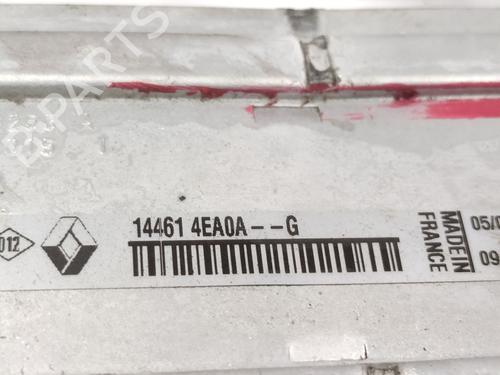 B-PARTS
012
14461 4EA0A--G
MADE IN
FRANCE
05/0
09